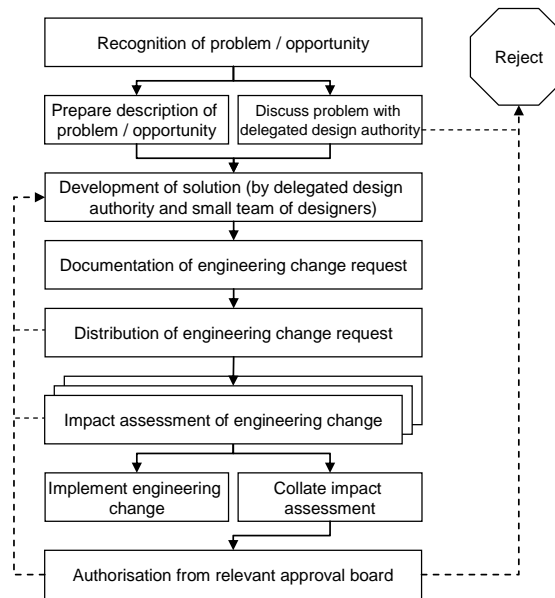 Recognition of problem / opportunity
Reject
Prepare description of
problem / opportunity
Discuss problem with
delegated design authority
Development of solution (by delegated design
authority and small team of designers)
Documentation of engineering change request
Distribution of engineering change request
Impact assessment of engineering change
Implement engineering
change
Collate impact
assessment
Authorisation from relevant approval board